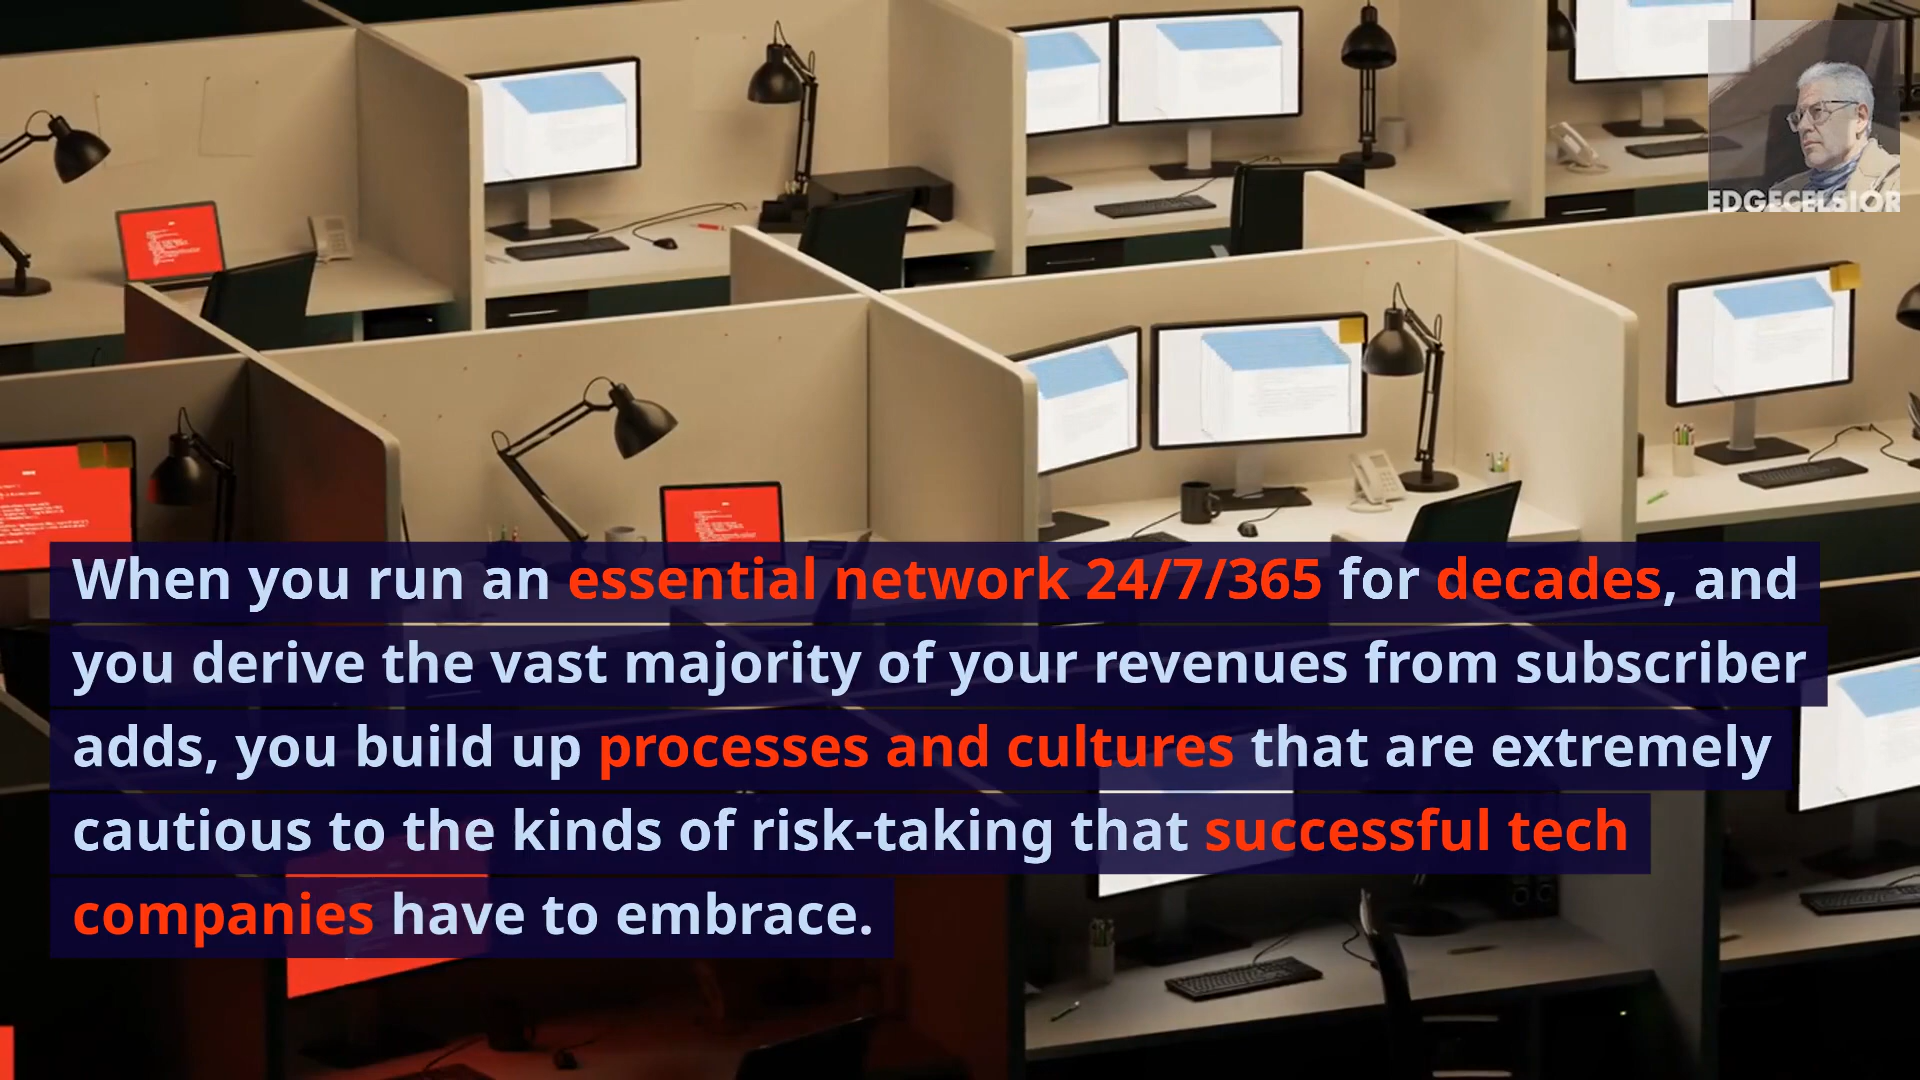 EDGECELSIOR
When you run an essential network 24/7/365 for decades, and
you derive the vast majority of your revenues from subscriber
adds, you build up processes and cultures that are extremely
cautious to the kinds of risk-taking that successful tech
companies have to embrace.